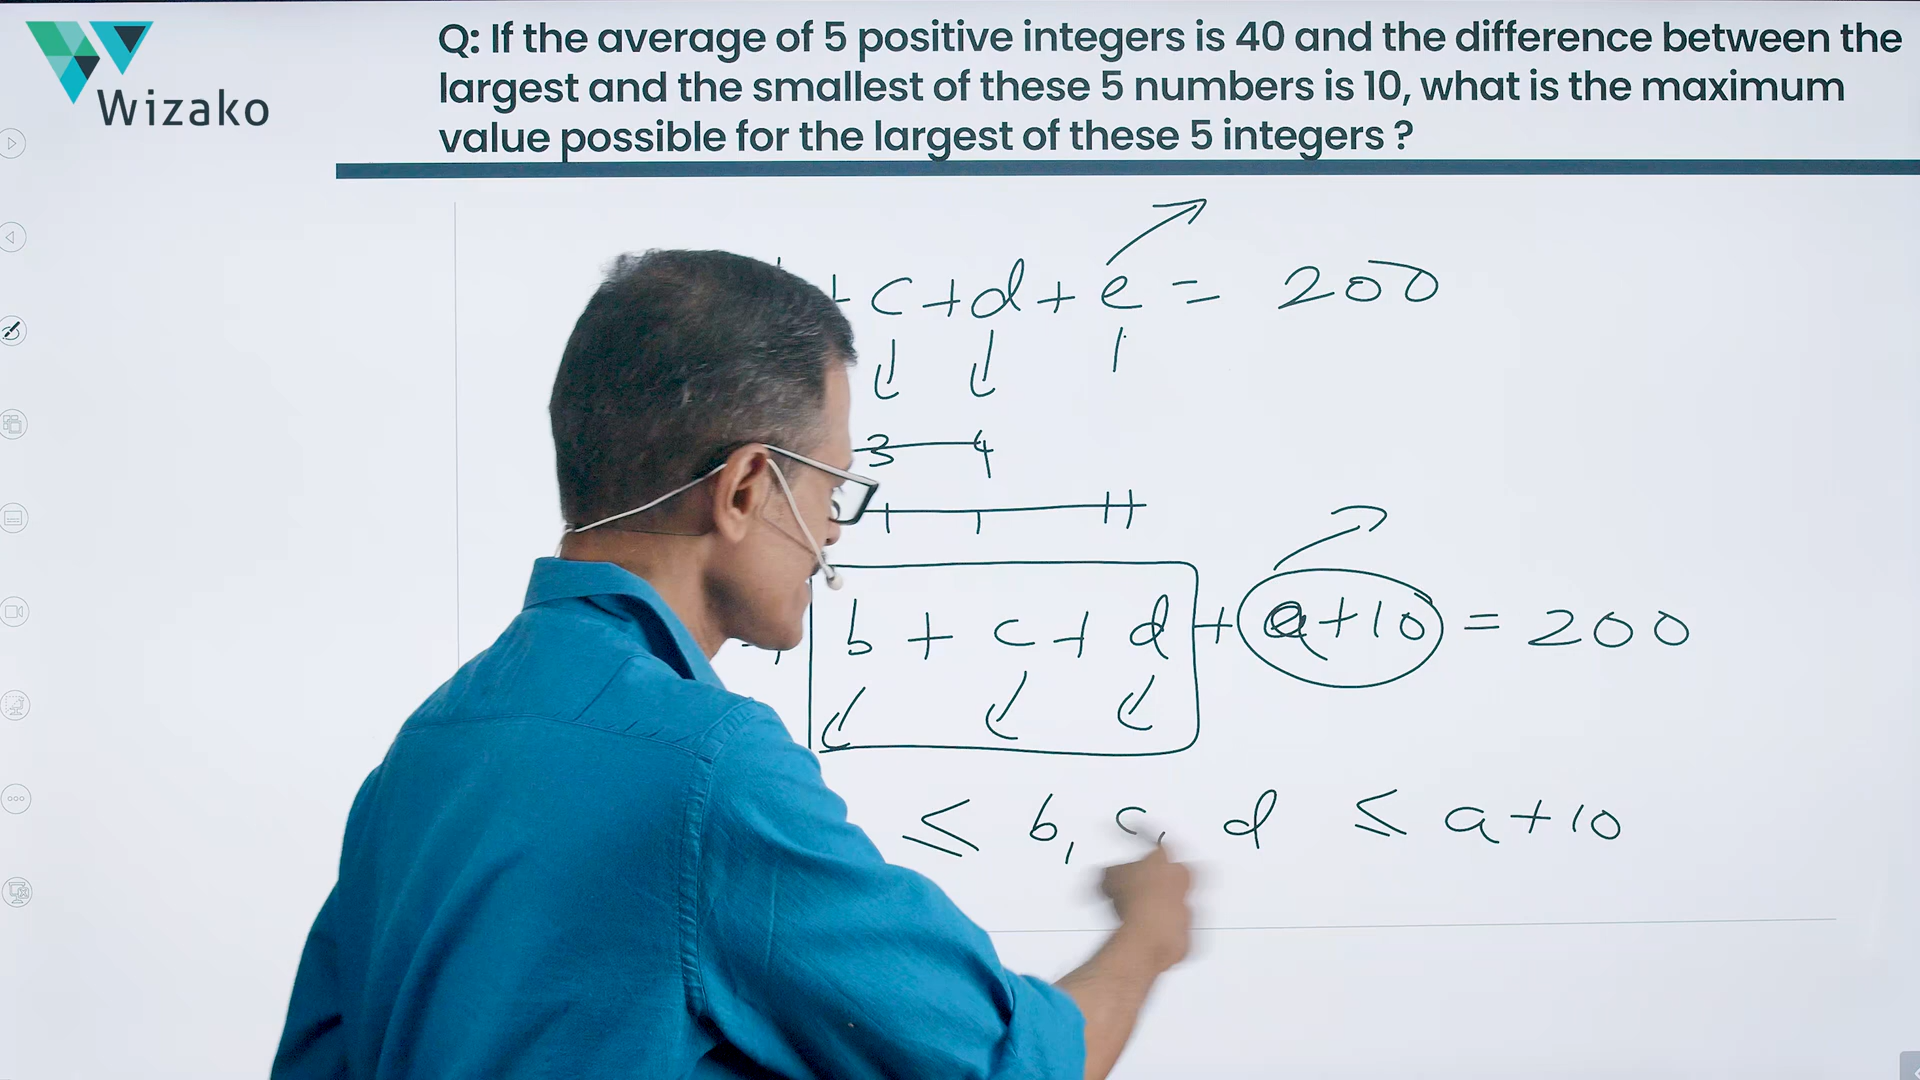 Wizako
Q: If the average of 5 positive integers is 40 and the difference between the
largest and the smallest of these 5 numbers is 10, what is the maximum
value possible for the largest of these 5 integers ?
+ c + d + e = 200
3 4
b + c + d + a + 10 = 200
≤ b, c, d ≤ a + 10